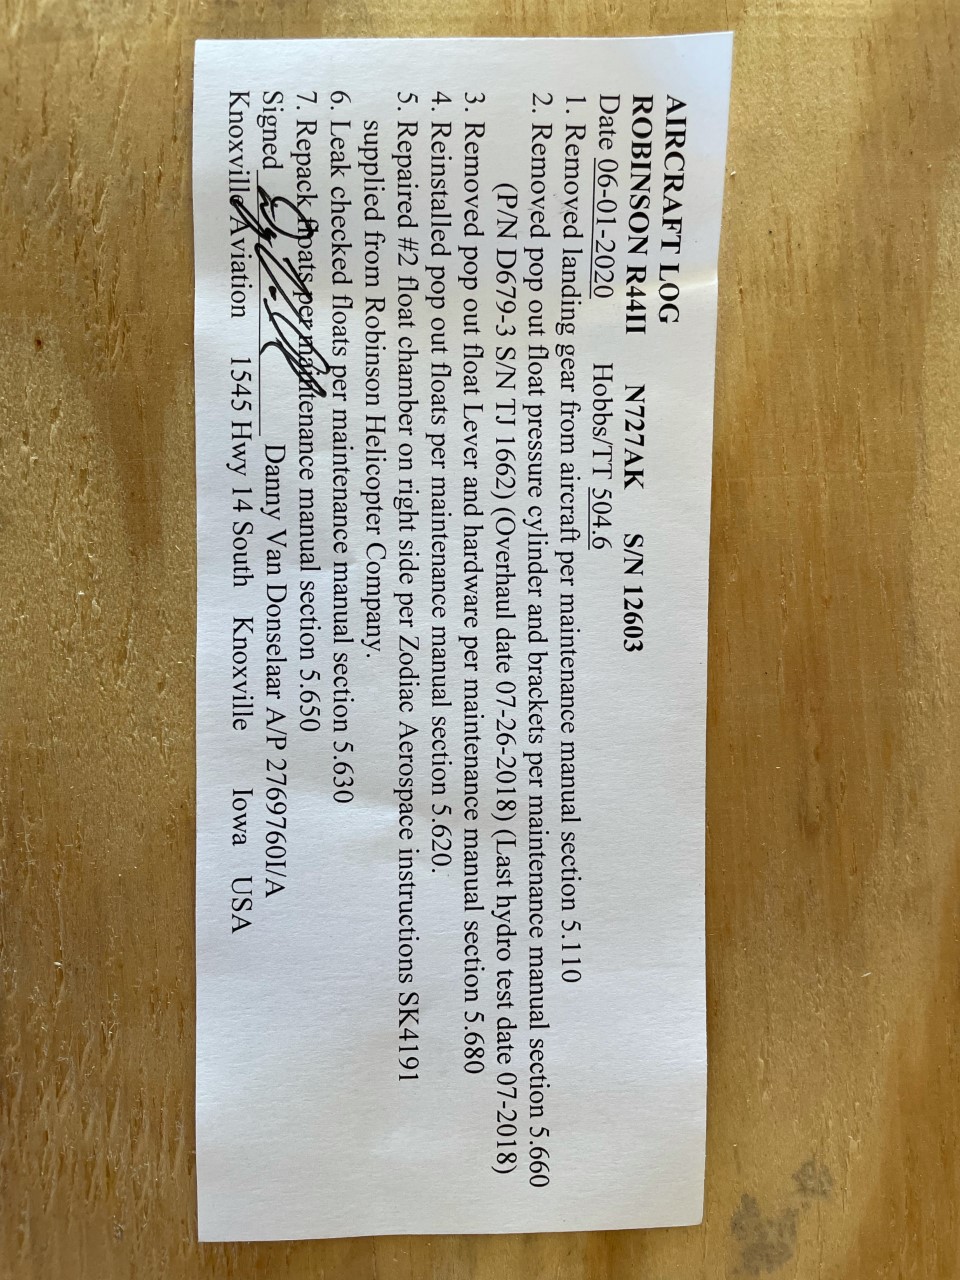 AIRCRAFT LOG
ROBINSON R44II N727AK S/N 12603
Date 06-01-2020 Hobbs/TT 504.6
1. Removed landing gear from aircraft per maintenance manual section 5.110
2. Removed pop out float pressure cylinder and brackets per maintenance manual section 5.660
(P/N D679-3 S/N TJ 1662) (Overhaul date 07-26-2018) (Last hydro test date 07-2018)
3. Removed pop out float Lever and hardware per maintenance manual section 5.680
4. Reinstalled pop out floats per maintenance manual section 5.620.
5. Repaired #2 float chamber on right side per Zodiac Aerospace instructions SK4191
supplied from Robinson Helicopter Company.
6. Leak checked floats per maintenance manual section 5.630
7. Repack floats per maintenance manual section 5.650
Signed Danny Van Donselaar A/P 2769760I/A
Knoxville Aviation 1545 Hwy 14 South Knoxville Iowa USA